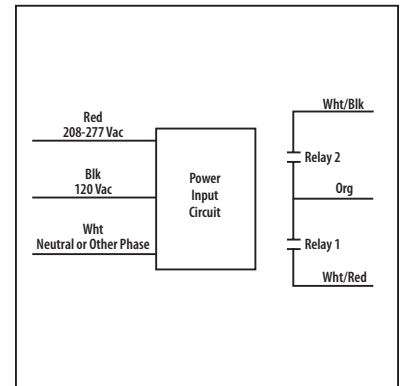 Red
208-277 Vac
Blk
120 Vac
Wht
Neutral or Other Phase
Power
Input
Circuit
Wht/Blk
Relay 2
Org
Relay 1
Wht/Red